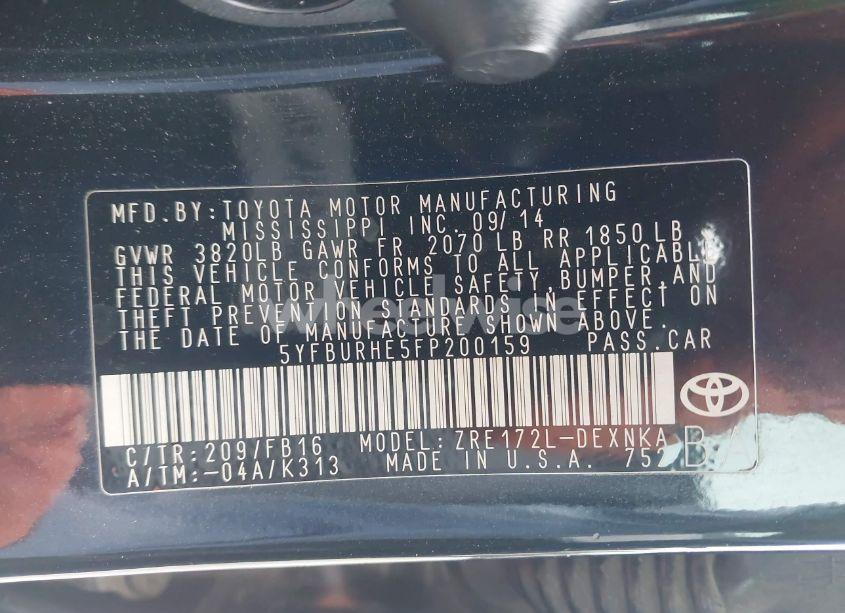 MFD.BY:TOYOTA MOTOR MANUFACTURING
MISSISSIPPI INC. 09/14
GVWR 3820LB GAWR FR 2070 LB RR 1850 LB
THIS VEHICLE CONFORMS TO ALL APPLICABLE
FEDERAL MOTOR VEHICLE SAFETY,BUMPER,AND
THEFT PREVENTION STANDARDS IN EFFECT ON
THE DATE OF MANUFACTURE SHOWN ABOVE.
wheelwise
5YFBURHE5FP200159 PASS.CAR
C/TR:209/FB16 MODEL: ZRE172L-DEXNKA
A/TM:-04A/K313 MADE IN U.S.A. 752